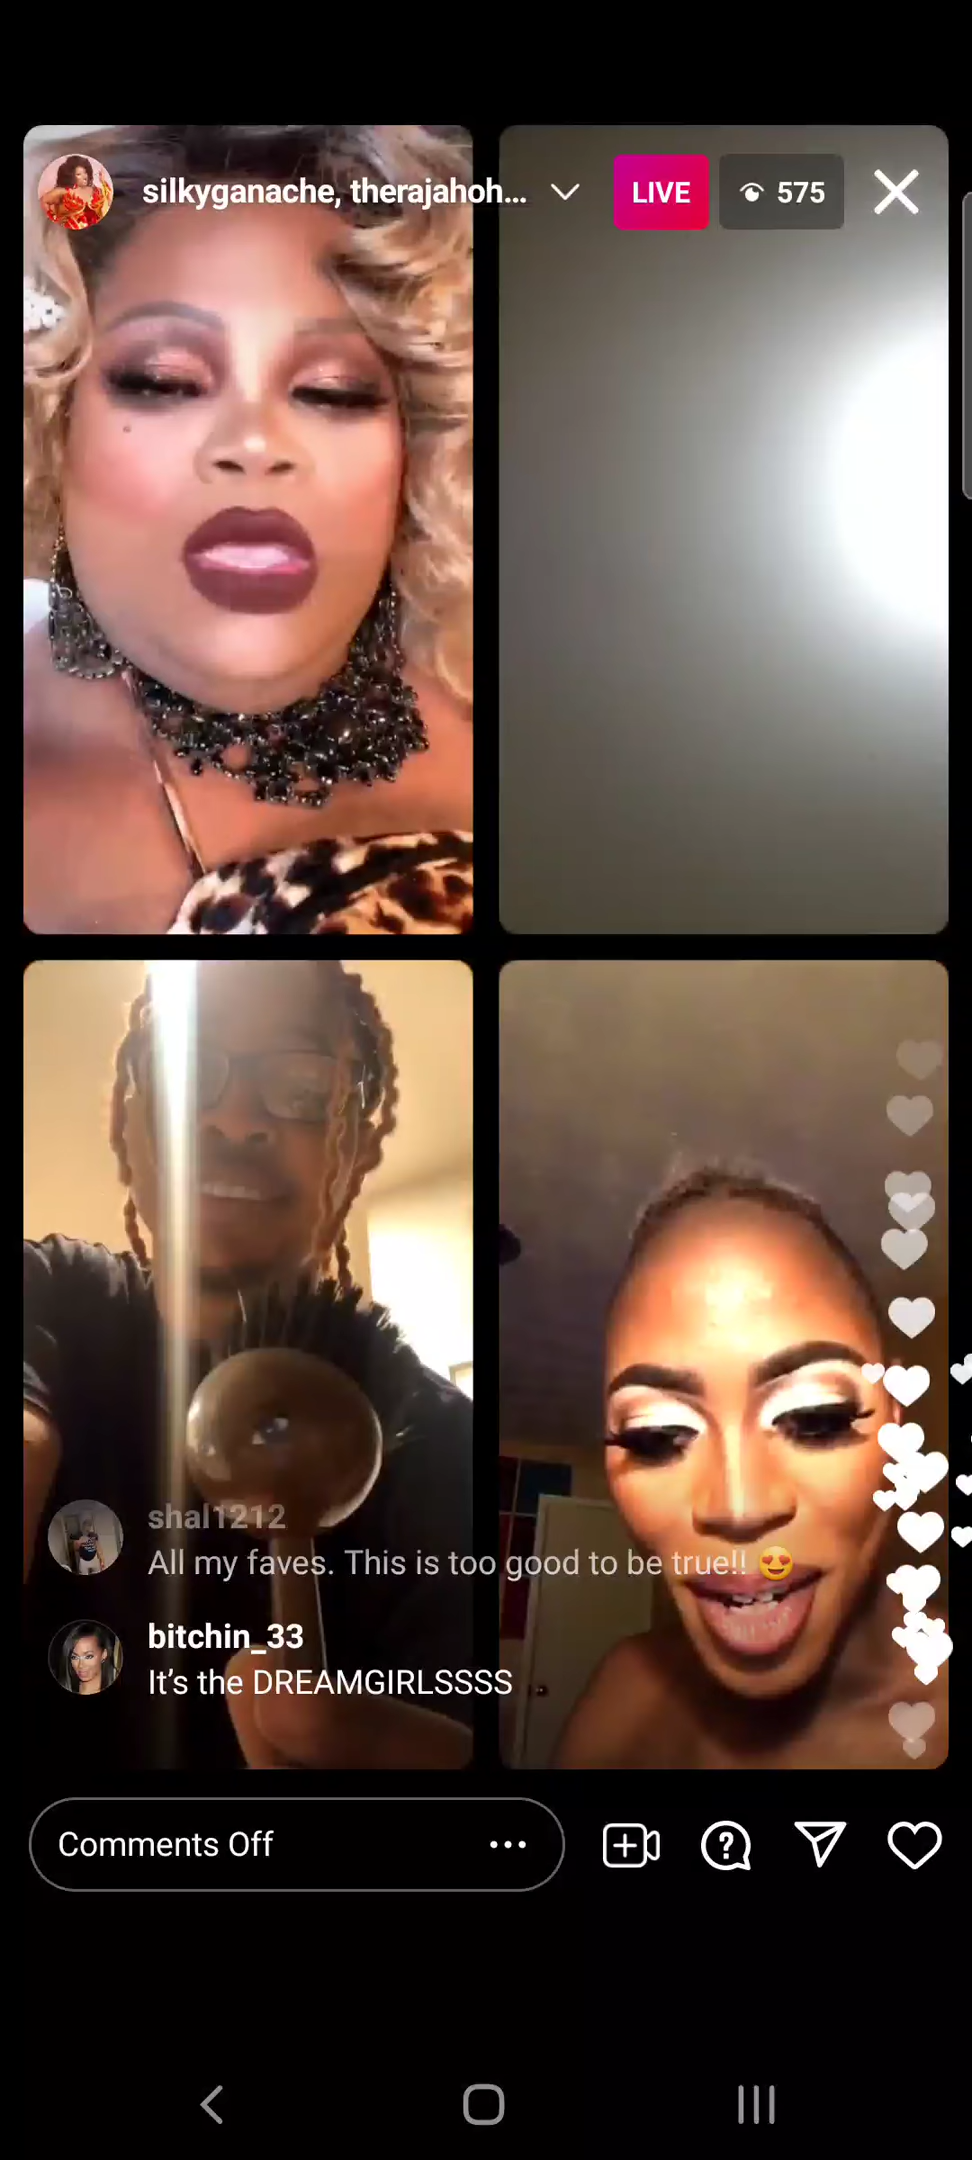 silkyganache, therajahoh...
LIVE
575
shal1212
All my faves. This is too good to be true!! 😍
bitchin_33
It's the DREAMGIRLSSSS
Comments Off